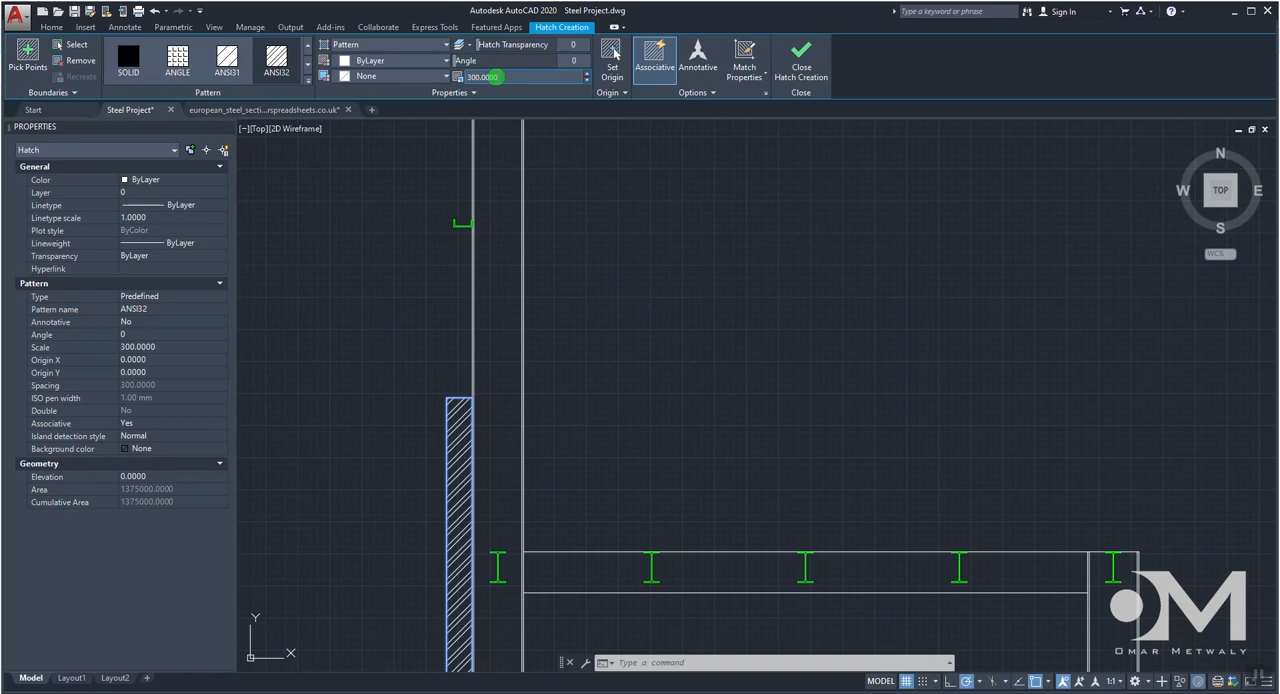 Autodesk AutoCAD 2020   Steel Project.dwg
Type a keyword or phrase
Sign In
Home Insert Annotate Parametric View Manage Output Add-ins Collaborate Express Tools Featured Apps Hatch Creation
Pick Points
Select
Remove
Recreate
Boundaries
SOLID
ANGLE
ANSI31
ANSI32
Pattern
Pattern
ByLayer
None
Hatch Transparency 0
Angle 0
300.0000
Properties
Set
Origin
Origin
Associative
Annotative
Match
Properties
Options
Close
Hatch Creation
Close
Start
Steel Project*
european_steel_secti...rspreadsheets.co.uk*
PROPERTIES
[−][Top][2D Wireframe]
Hatch
General
Color ByLayer
Layer 0
Linetype ByLayer
Linetype scale 1.0000
Plot style ByColor
Lineweight ByLayer
Transparency ByLayer
Hyperlink
Pattern
Type Predefined
Pattern name ANSI32
Annotative No
Angle 0
Scale 300.0000
Origin X 0.0000
Origin Y 0.0000
Spacing 300.0000
ISO pen width 1.00 mm
Double No
Associative Yes
Island detection style Normal
Background color None
Geometry
Elevation 0.0000
Area 1375000.0000
Cumulative Area 1375000.0000
N
W TOP E
S
WCS
Y
X
OM
OMAR METWALY
Type a command
Model Layout1 Layout2 +
MODEL
1:1